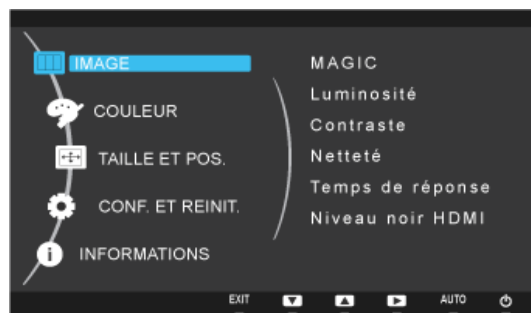 IMAGE
COULEUR
TAILLE ET POS.
CONF. ET REINIT.
INFORMATIONS
MAGIC
Luminosité
Contraste
Netteté
Temps de réponse
Niveau noir HDMI
EXIT
AUTO